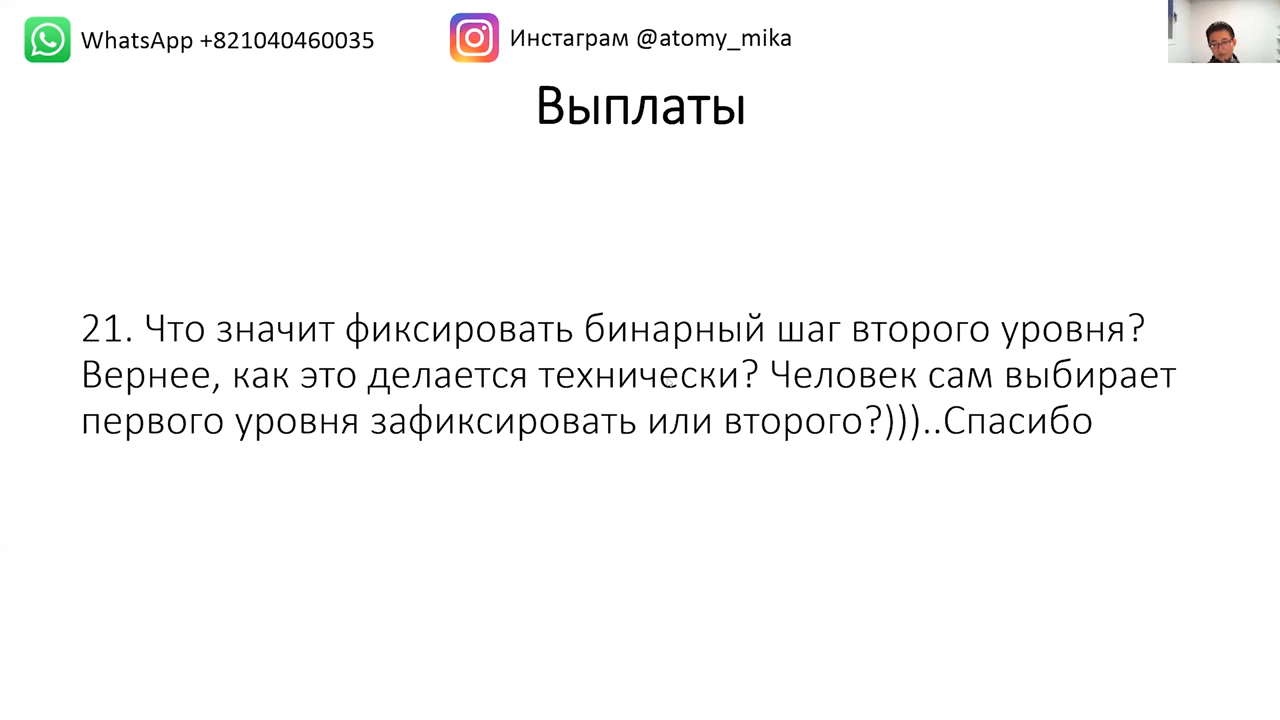 WhatsApp +821040460035
Инстаграм @atomy_mika
Выплаты
21. Что значит фиксировать бинарный шаг второго уровня?
Вернее, как это делается технически? Человек сам выбирает
первого уровня зафиксировать или второго?)))..Спасибо